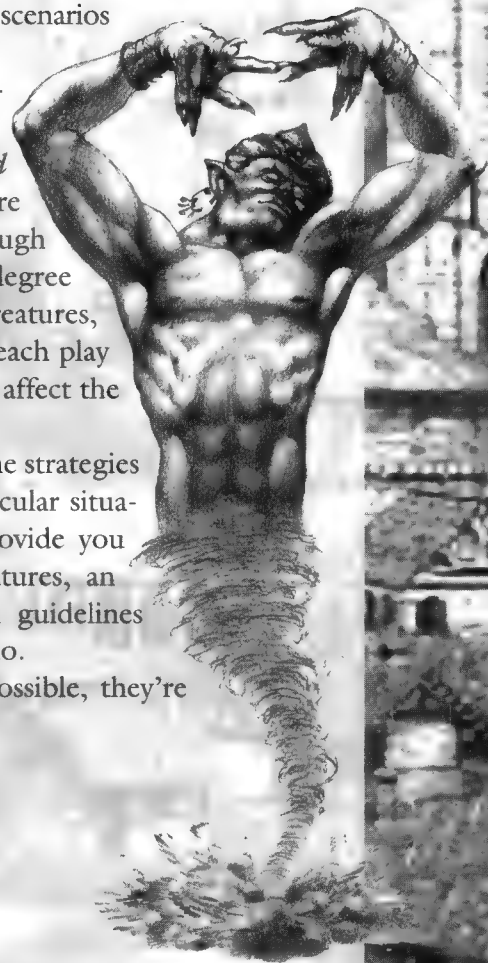 scenarios
re
ugh
degree
reatures,
each play
affect the
ne strategies
cular situa-
ovide you
tures, an
guidelines
o.
ossible, they're